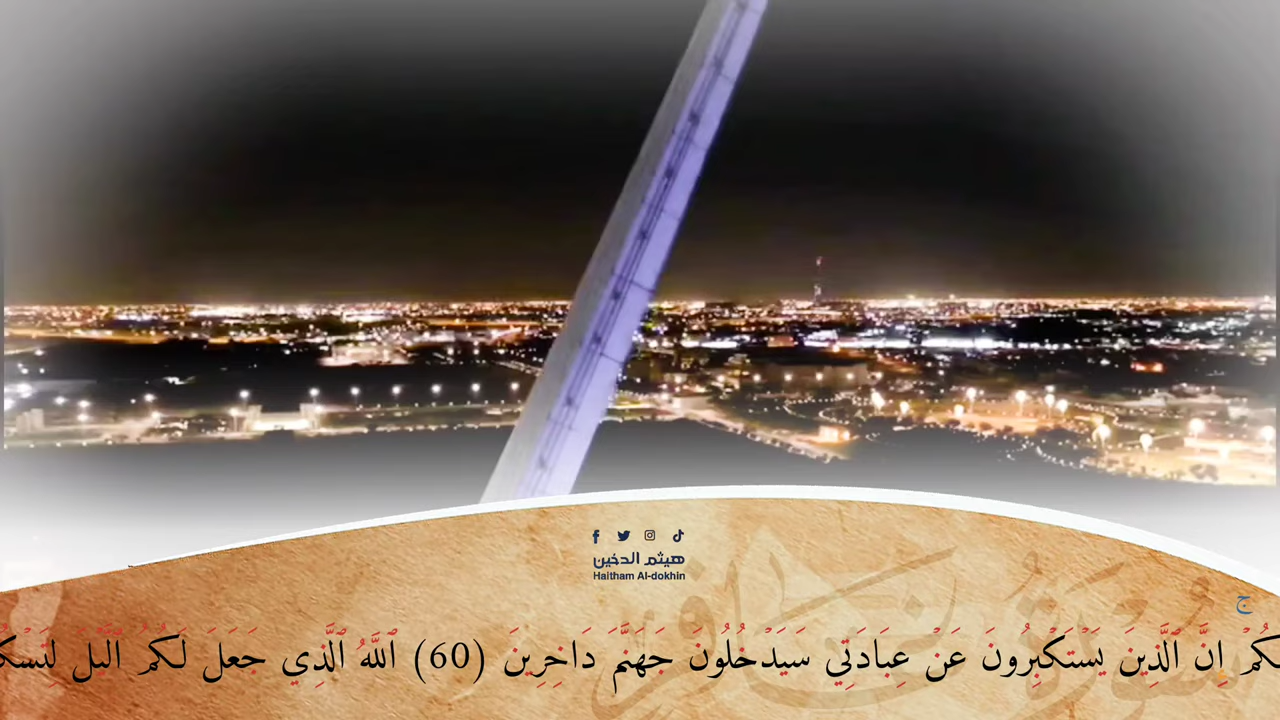 هيثم الدخين
Haitham Al-dokhin
ج
إِنَّ ٱلَّذِينَ يَسۡتَكۡبِرُونَ عَنۡ عِبَادَتِي سَيَدۡخُلُونَ جَهَنَّمَ دَاخِرِينَ (60) ٱللَّهُ ٱلَّذِي جَعَلَ لَكُمُ ٱلَّيۡلَ